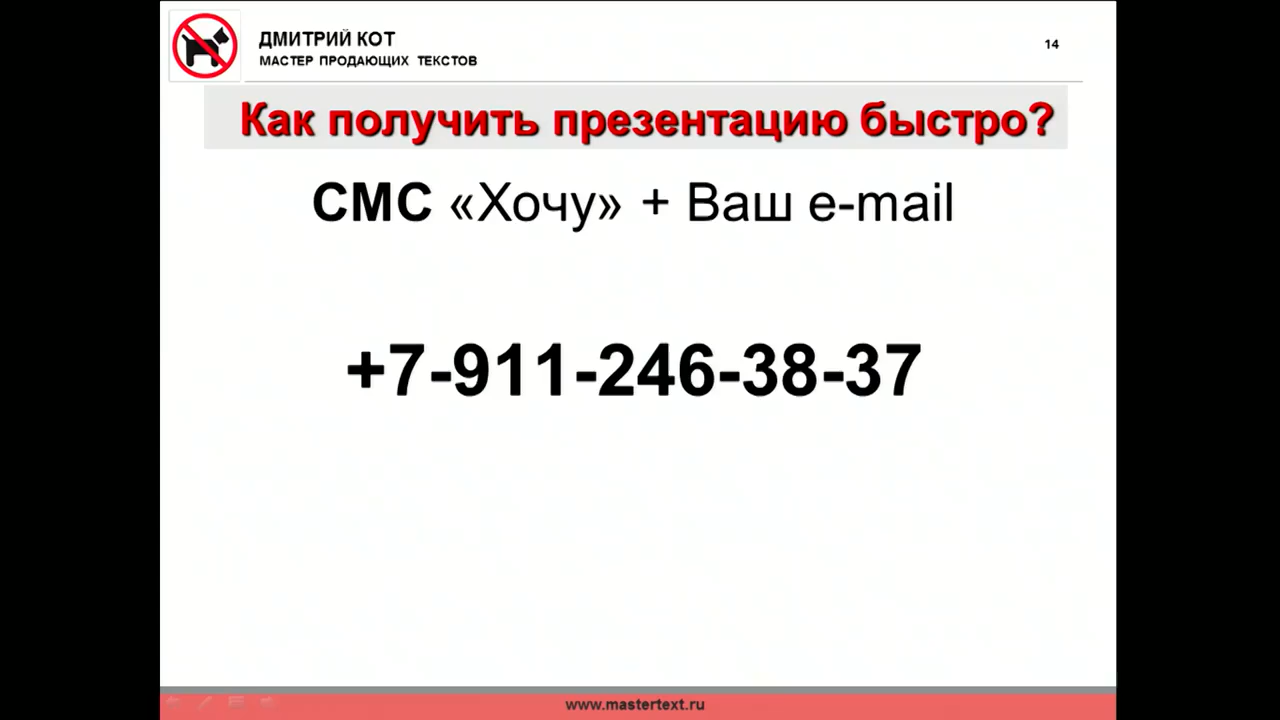 ДМИТРИЙ КОТ
МАСТЕР ПРОДАЮЩИХ ТЕКСТОВ
14
Как получить презентацию быстро?
СМС «Хочу» + Ваш e-mail
+7-911-246-38-37
www.mastertext.ru